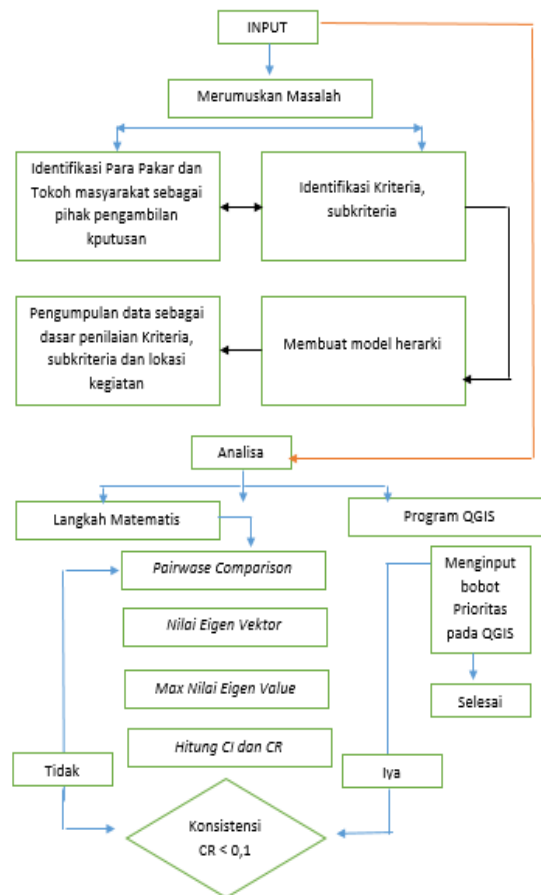 INPUT
Merumuskan Masalah
Identifikasi Para Pakar dan
Tokoh masyarakat sebagai
pihak pengambilan
kputusan
Identifikasi Kriteria,
subkriteria
Pengumpulan data sebagai
dasar penilaian Kriteria,
subkriteria dan lokasi
kegiatan
Membuat model herarki
Analisa
Langkah Matematis
Program QGIS
Pairwase Comparison
Menginput
bobot
Prioritas
pada QGIS
Nilai Eigen Vektor
Max Nilai Eigen Value
Selesai
Hitung CI dan CR
Tidak
Iya
Konsistensi
CR < 0,1